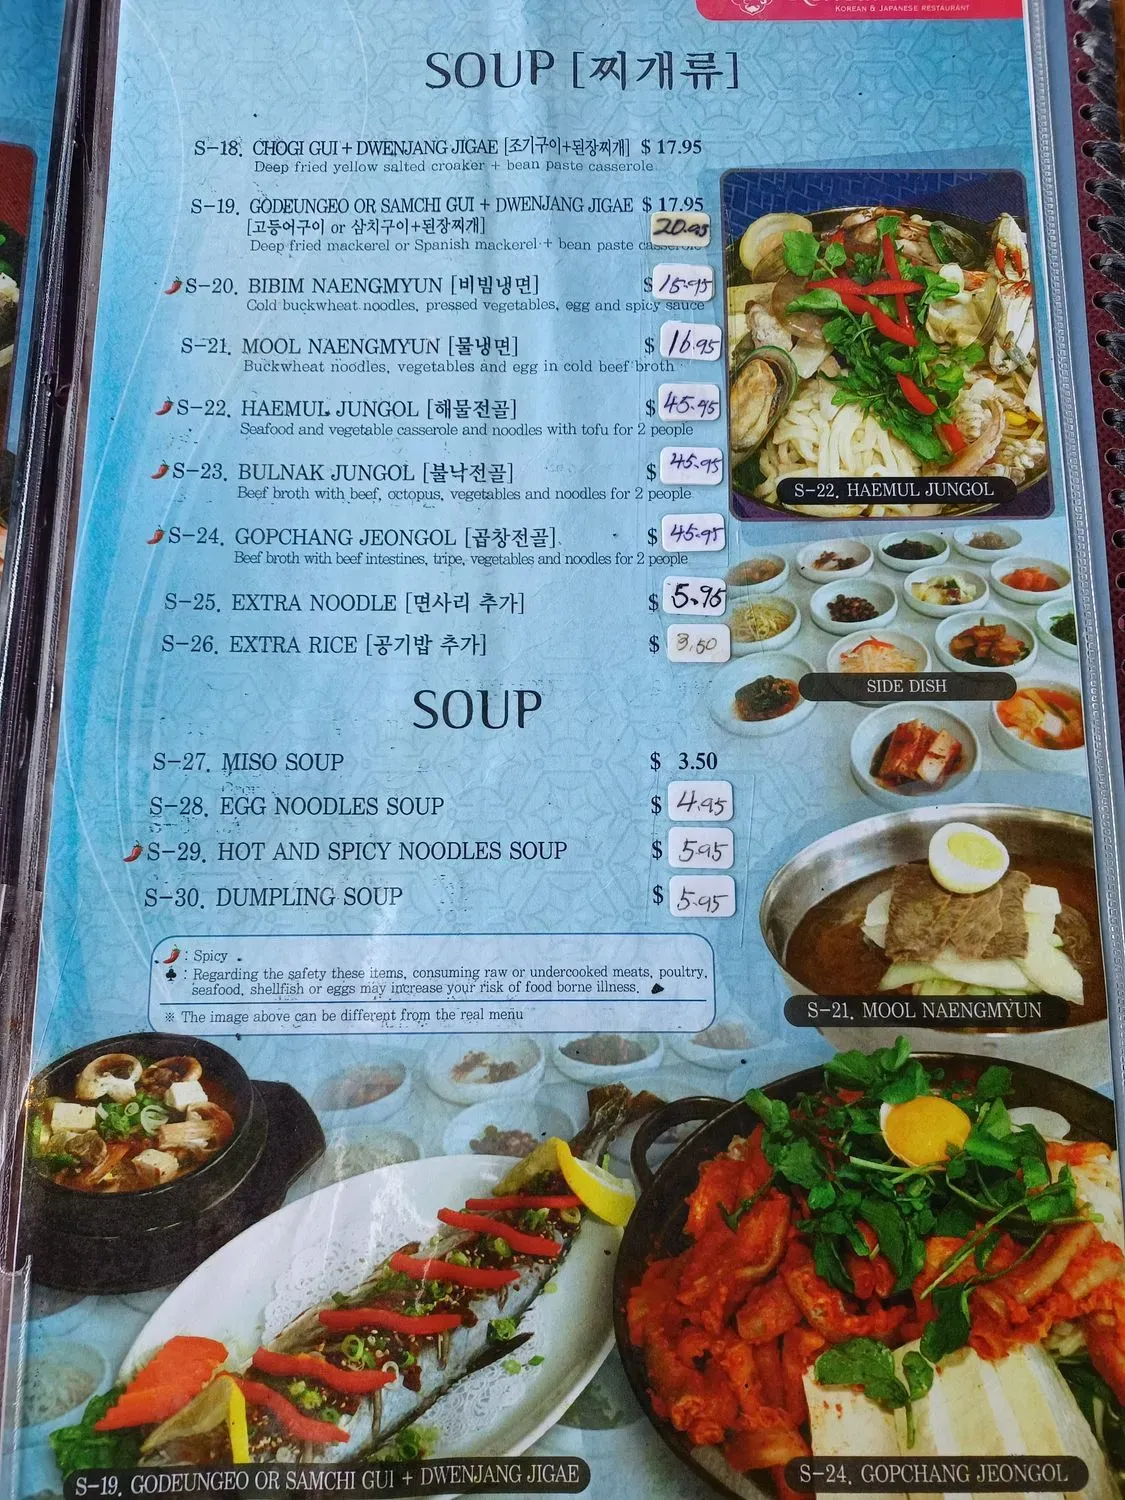 KOREAN & JAPANESE RESTAURANT
SOUP [찌개류]
S-18. CHOGI GUI + DWENJANG JIGAE [조기구이+된장찌개] $ 17.95
Deep fried yellow salted croaker + bean paste casserole
S-19. GODEUNGEO OR SAMCHI GUI + DWENJANG JIGAE $ 17.95
[고등어구이 or 삼치구이+된장찌개] 20.95
Deep fried mackerel or Spanish mackerel + bean paste casserole
S-20. BIBIM NAENGMYUN [비빔냉면] $ 15.95
Cold buckwheat noodles, pressed vegetables, egg and spicy sauce
S-21. MOOL NAENGMYUN [물냉면] $ 16.95
Buckwheat noodles, vegetables and egg in cold beef broth
S-22. HAEMUL JUNGOL [해물전골] $ 45.95
Seafood and vegetable casserole and noodles with tofu for 2 people
S-23. BULNAK JUNGOL [불낙전골] $ 45.95
Beef broth with beef, octopus, vegetables and noodles for 2 people
S-24. GOPCHANG JEONGOL [곱창전골] $ 45.95
Beef broth with beef intestines, tripe, vegetables and noodles for 2 people
S-25. EXTRA NOODLE [면사리 추가] $ 5.95
S-26. EXTRA RICE [공기밥 추가] $ 3.50
S-22. HAEMUL JUNGOL
SIDE DISH
SOUP
S-27. MISO SOUP $ 3.50
S-28. EGG NOODLES SOUP $ 4.95
S-29. HOT AND SPICY NOODLES SOUP $ 5.95
S-30. DUMPLING SOUP $ 5.95
: Spicy
♣ : Regarding the safety these items, consuming raw or undercooked meats, poultry,
seafood, shellfish or eggs may increase your risk of food borne illness.
※ The image above can be different from the real menu
S-21. MOOL NAENGMYUN
S-19. GODEUNGEO OR SAMCHI GUI + DWENJANG JIGAE
S-24. GOPCHANG JEONGOL